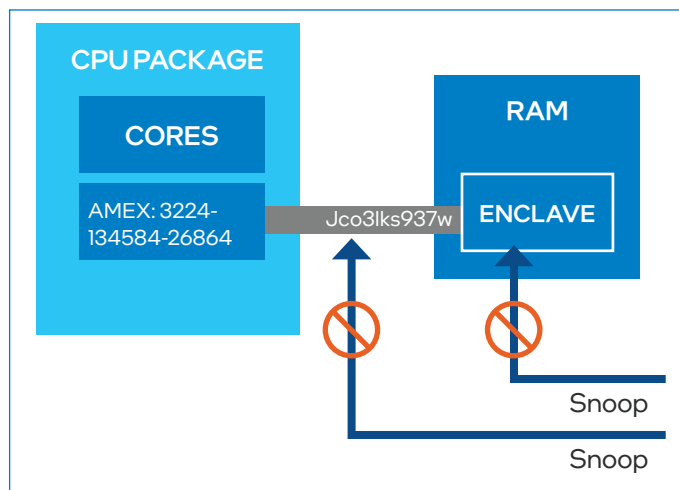 CPU PACKAGE
CORES
AMEX: 3224-
134584-26864
Jco3lks937w
RAM
ENCLAVE
Snoop
Snoop